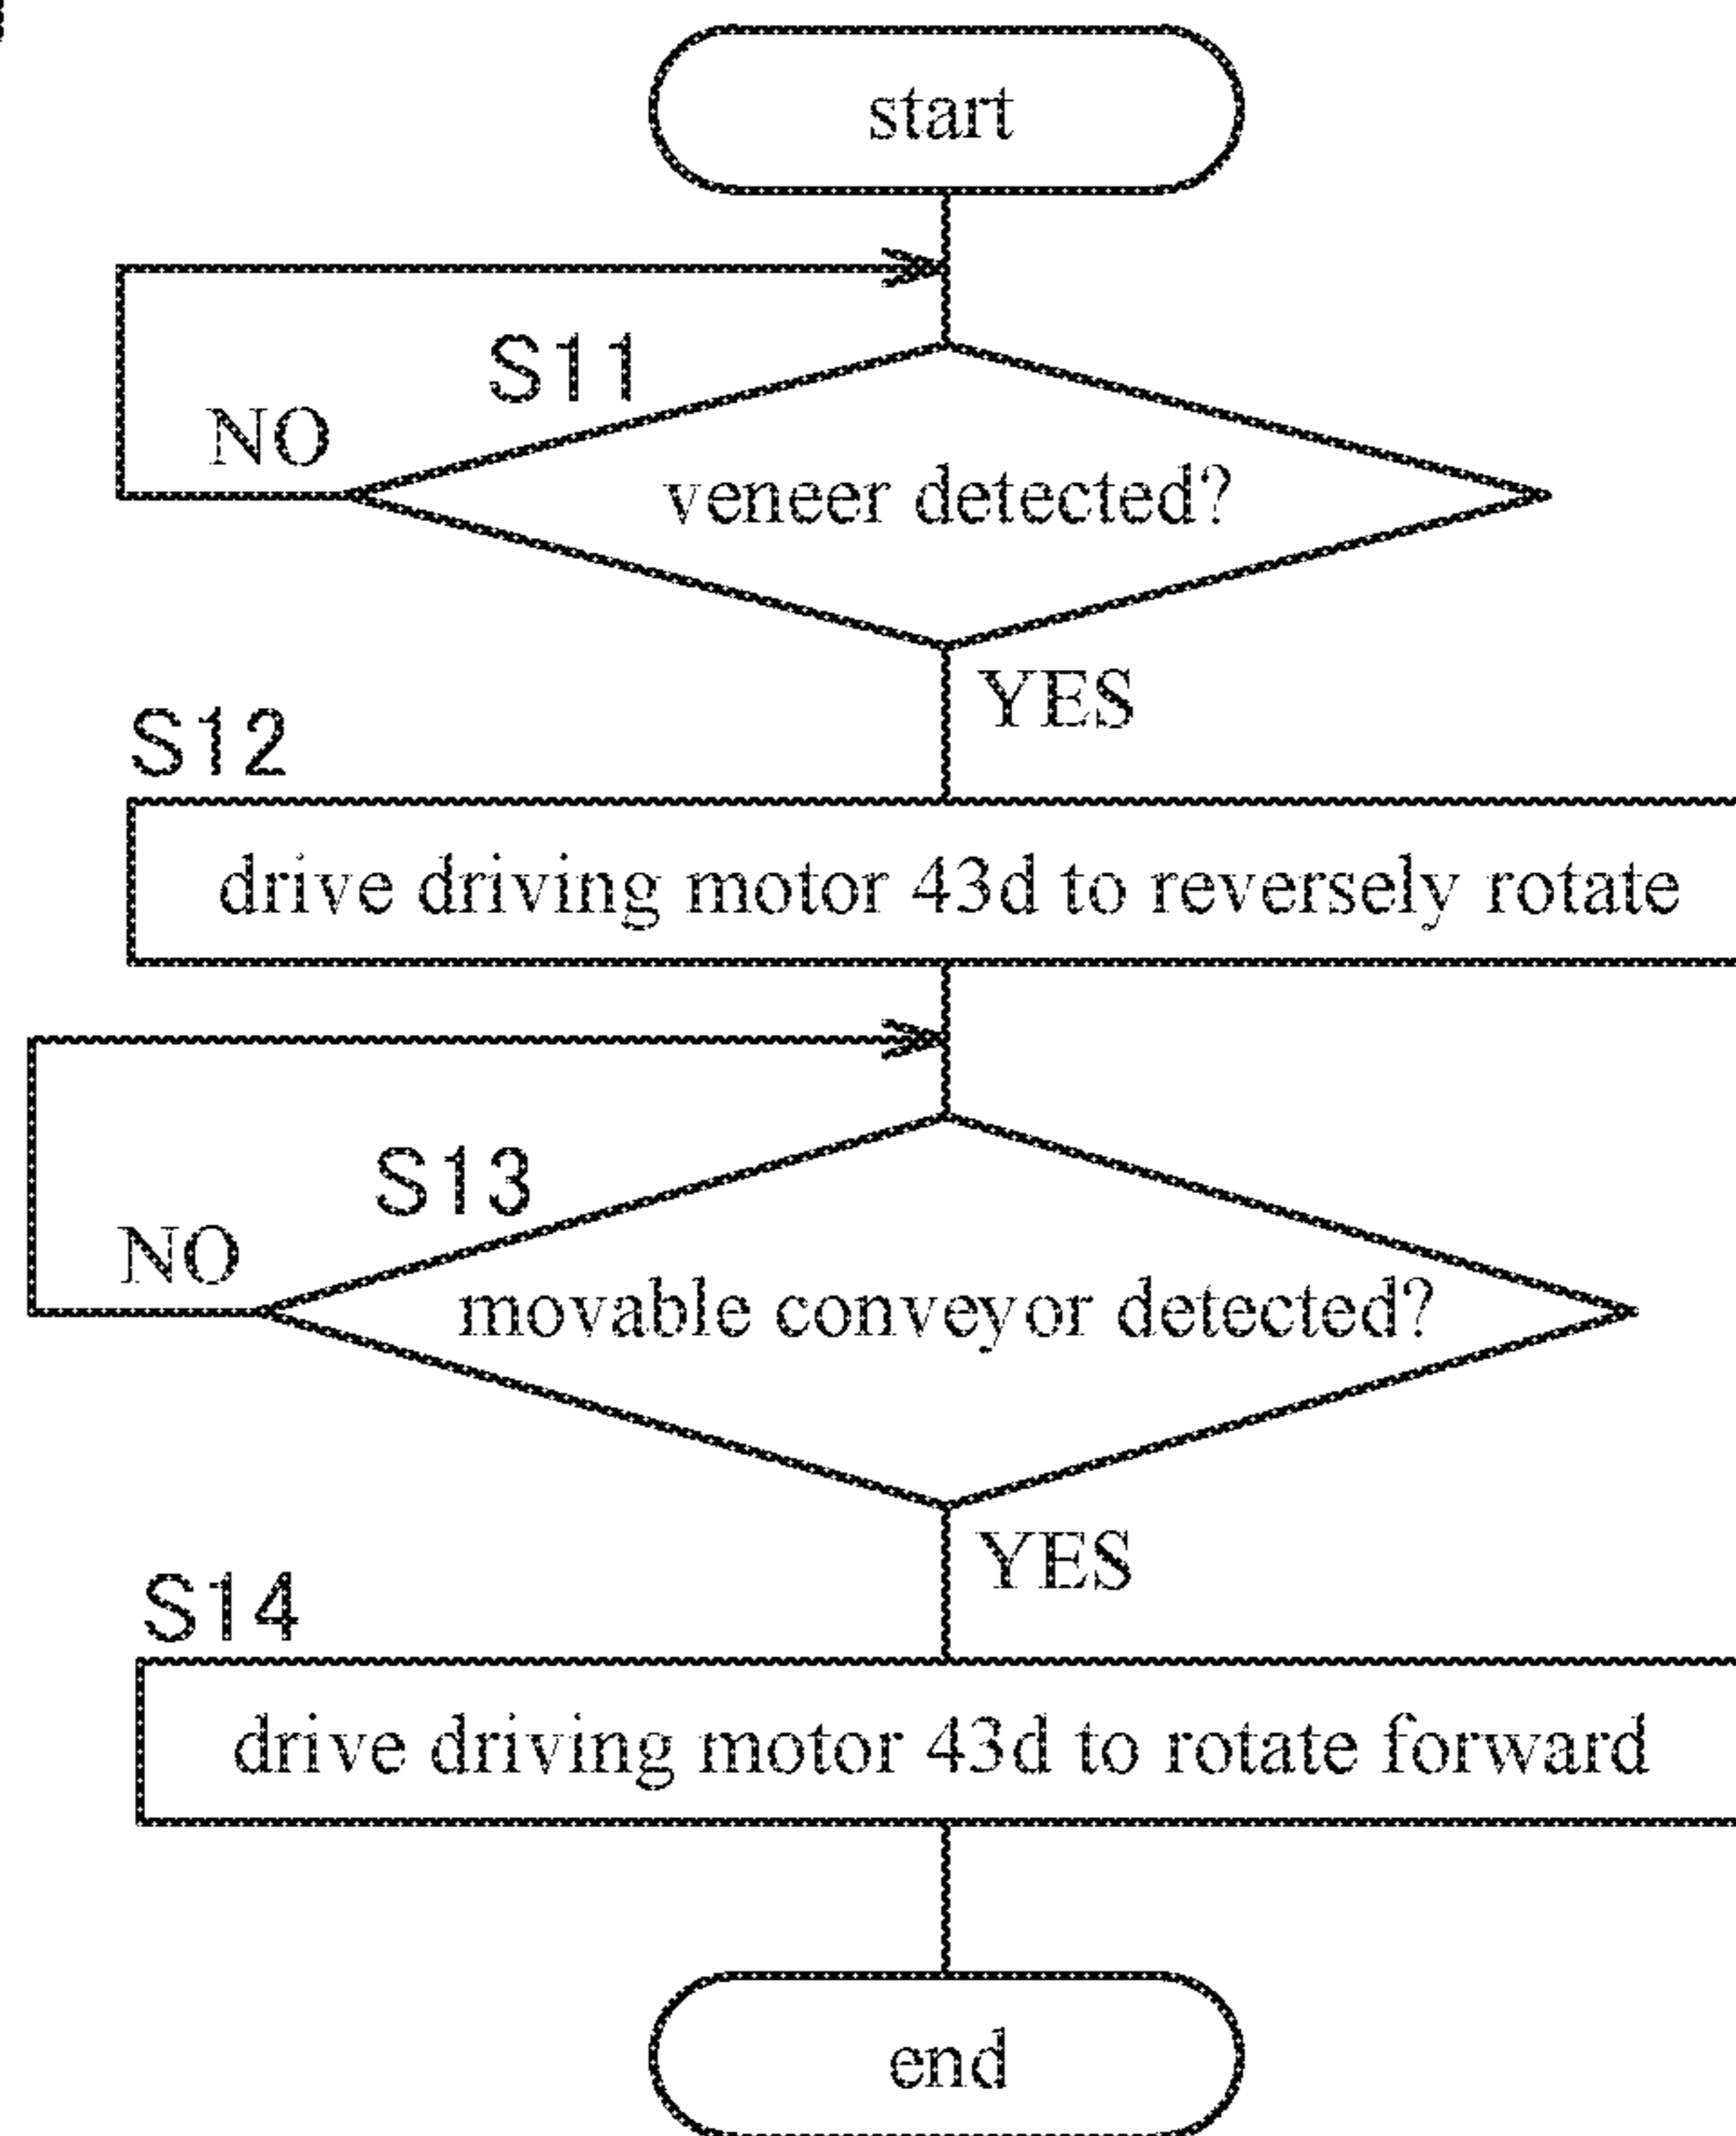 start
S11
NO
veneer detected?
YES
S12
drive driving motor 43d to reversely rotate
S13
NO
movable conveyor detected?
YES
S14
drive driving motor 43d to rotate forward
end